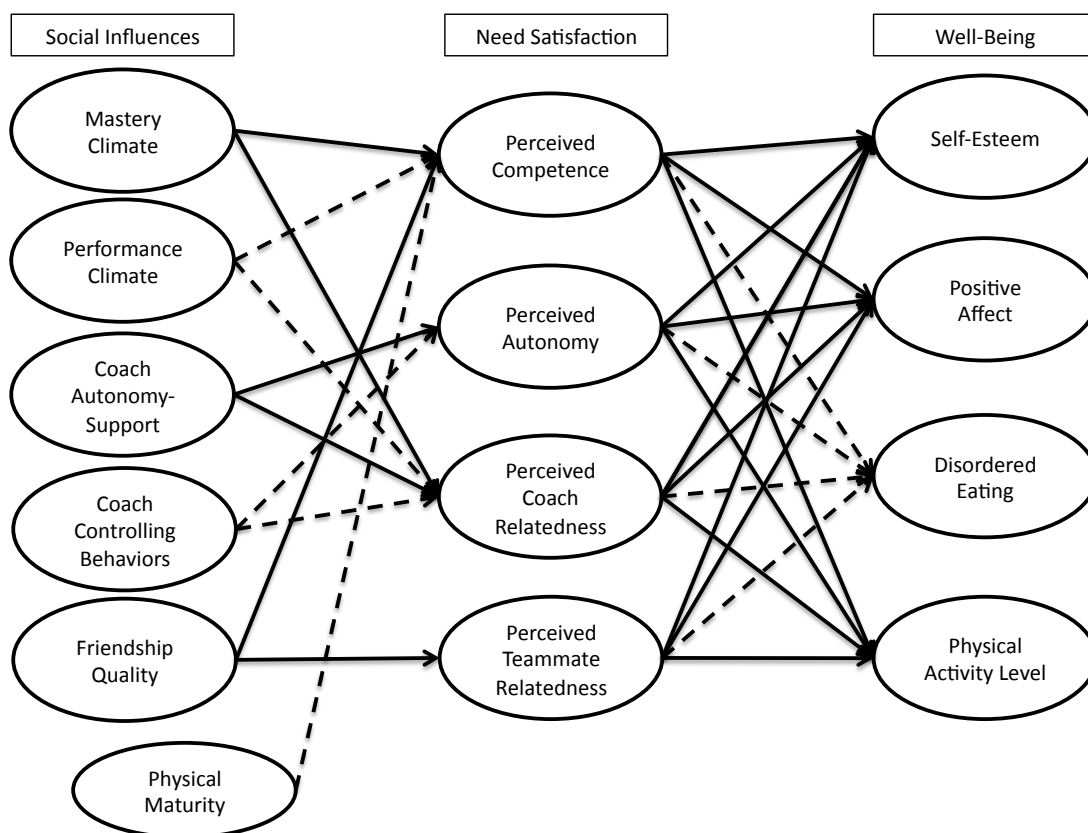 Social Influences
Need Satisfaction
Well-Being
Mastery
Climate
Performance
Climate
Coach
Autonomy-
Support
Coach
Controlling
Behaviors
Friendship
Quality
Physical
Maturity
Perceived
Competence
Perceived
Autonomy
Perceived
Coach
Relatedness
Perceived
Teammate
Relatedness
Self-Esteem
Positive
Affect
Disordered
Eating
Physical
Activity Level